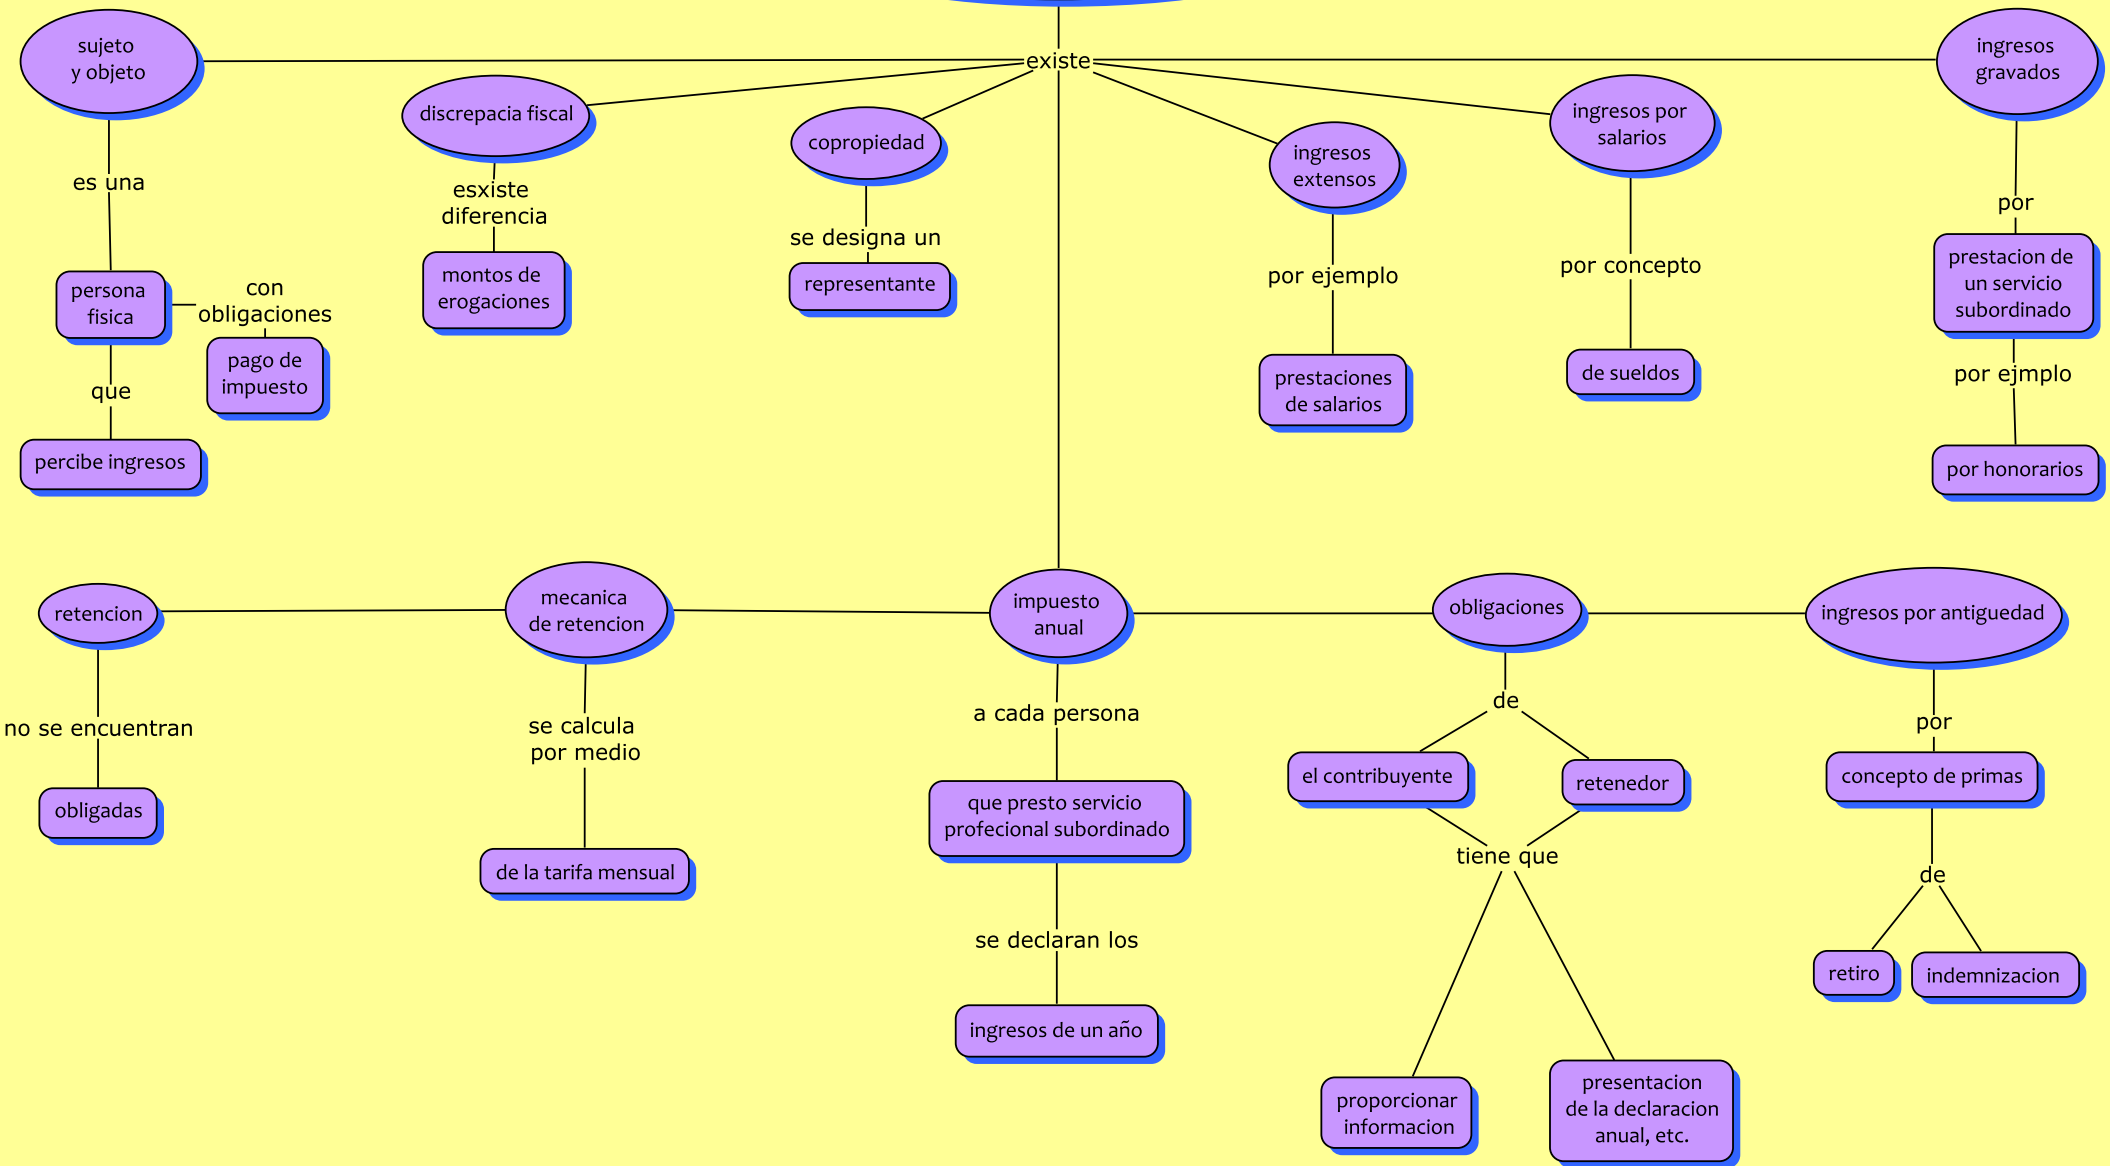 existe
sujeto
y objeto
es una
persona
fisica
con
obligaciones
pago de
impuesto
que
percibe ingresos
discrepacia fiscal
esxiste
diferencia
montos de
erogaciones
copropiedad
se designa un
representante
ingresos
extensos
por ejemplo
prestaciones
de salarios
ingresos por
salarios
por concepto
de sueldos
ingresos
gravados
por
prestacion de
un servicio
subordinado
por ejmplo
por honorarios
retencion
no se encuentran
obligadas
mecanica
de retencion
se calcula
por medio
de la tarifa mensual
impuesto
anual
a cada persona
que presto servicio
profecional subordinado
se declaran los
ingresos de un año
obligaciones
de
el contribuyente
retenedor
tiene que
proporcionar
informacion
presentacion
de la declaracion
anual, etc.
ingresos por antiguedad
por
concepto de primas
de
retiro
indemnizacion